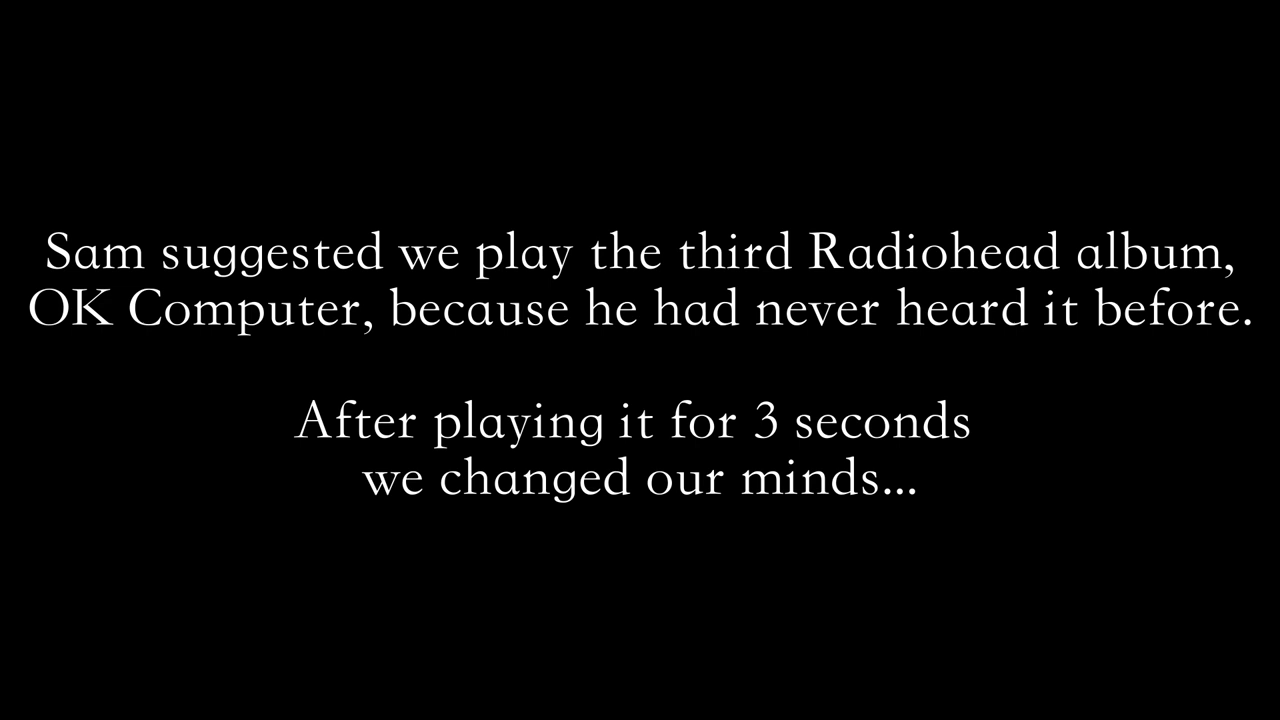 Sam suggested we play the third Radiohead album,
OK Computer, because he had never heard it before.
After playing it for 3 seconds
we changed our minds...